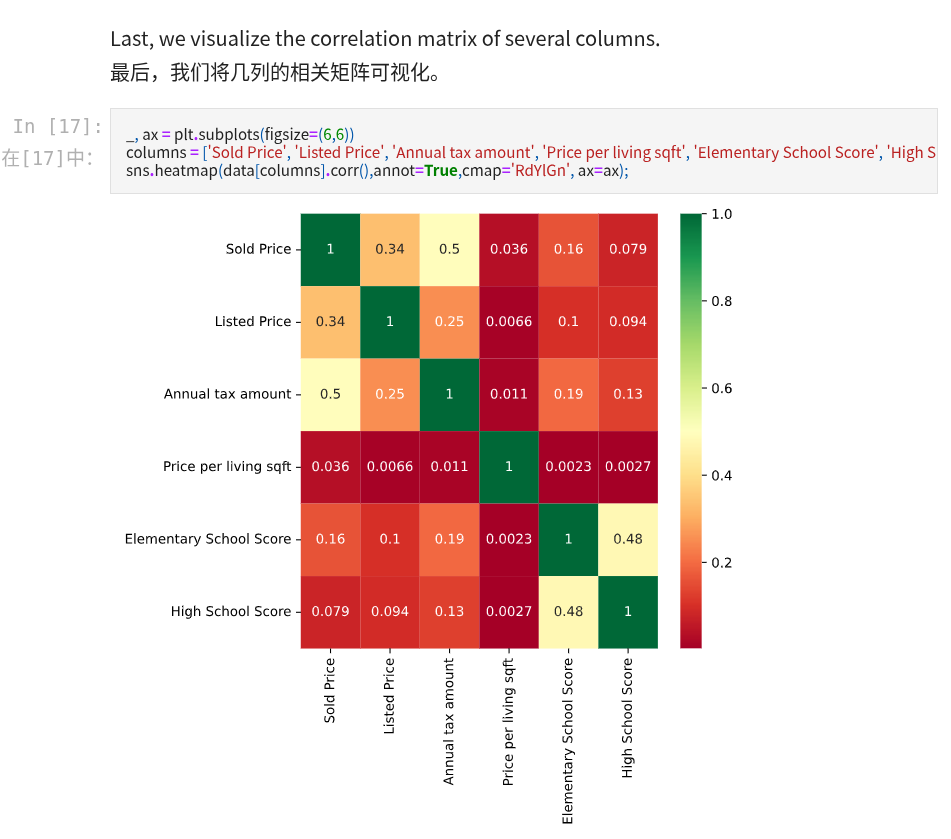 Last, we visualize the correlation matrix of several columns.
最后，我们将几列的相关矩阵可视化。
In [17]:
在[17]中：
_, ax = plt.subplots(figsize=(6,6))
columns = ['Sold Price', 'Listed Price', 'Annual tax amount', 'Price per living sqft', 'Elementary School Score', 'High S
sns.heatmap(data[columns].corr(),annot=True,cmap='RdYlGn', ax=ax);
1.0
Sold Price 1 0.34 0.5 0.036 0.16 0.079
0.8
Listed Price 0.34 1 0.25 0.0066 0.1 0.094
0.6
Annual tax amount 0.5 0.25 1 0.011 0.19 0.13
0.4
Price per living sqft 0.036 0.0066 0.011 1 0.0023 0.0027
Elementary School Score 0.16 0.1 0.19 0.0023 1 0.48
0.2
High School Score 0.079 0.094 0.13 0.0027 0.48 1
Sold Price
Listed Price
Annual tax amount
Price per living sqft
Elementary School Score
High School Score